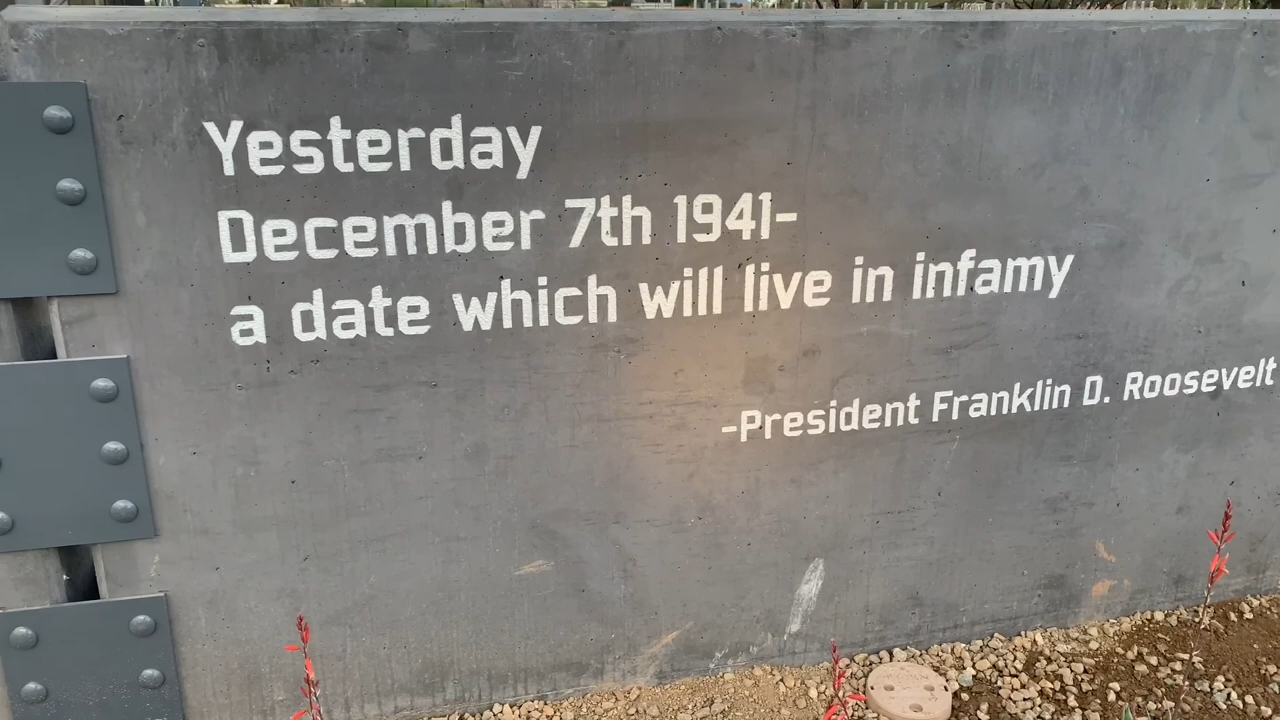 Yesterday
December 7th 1941-
a date which will live in infamy
-President Franklin D. Roosevelt